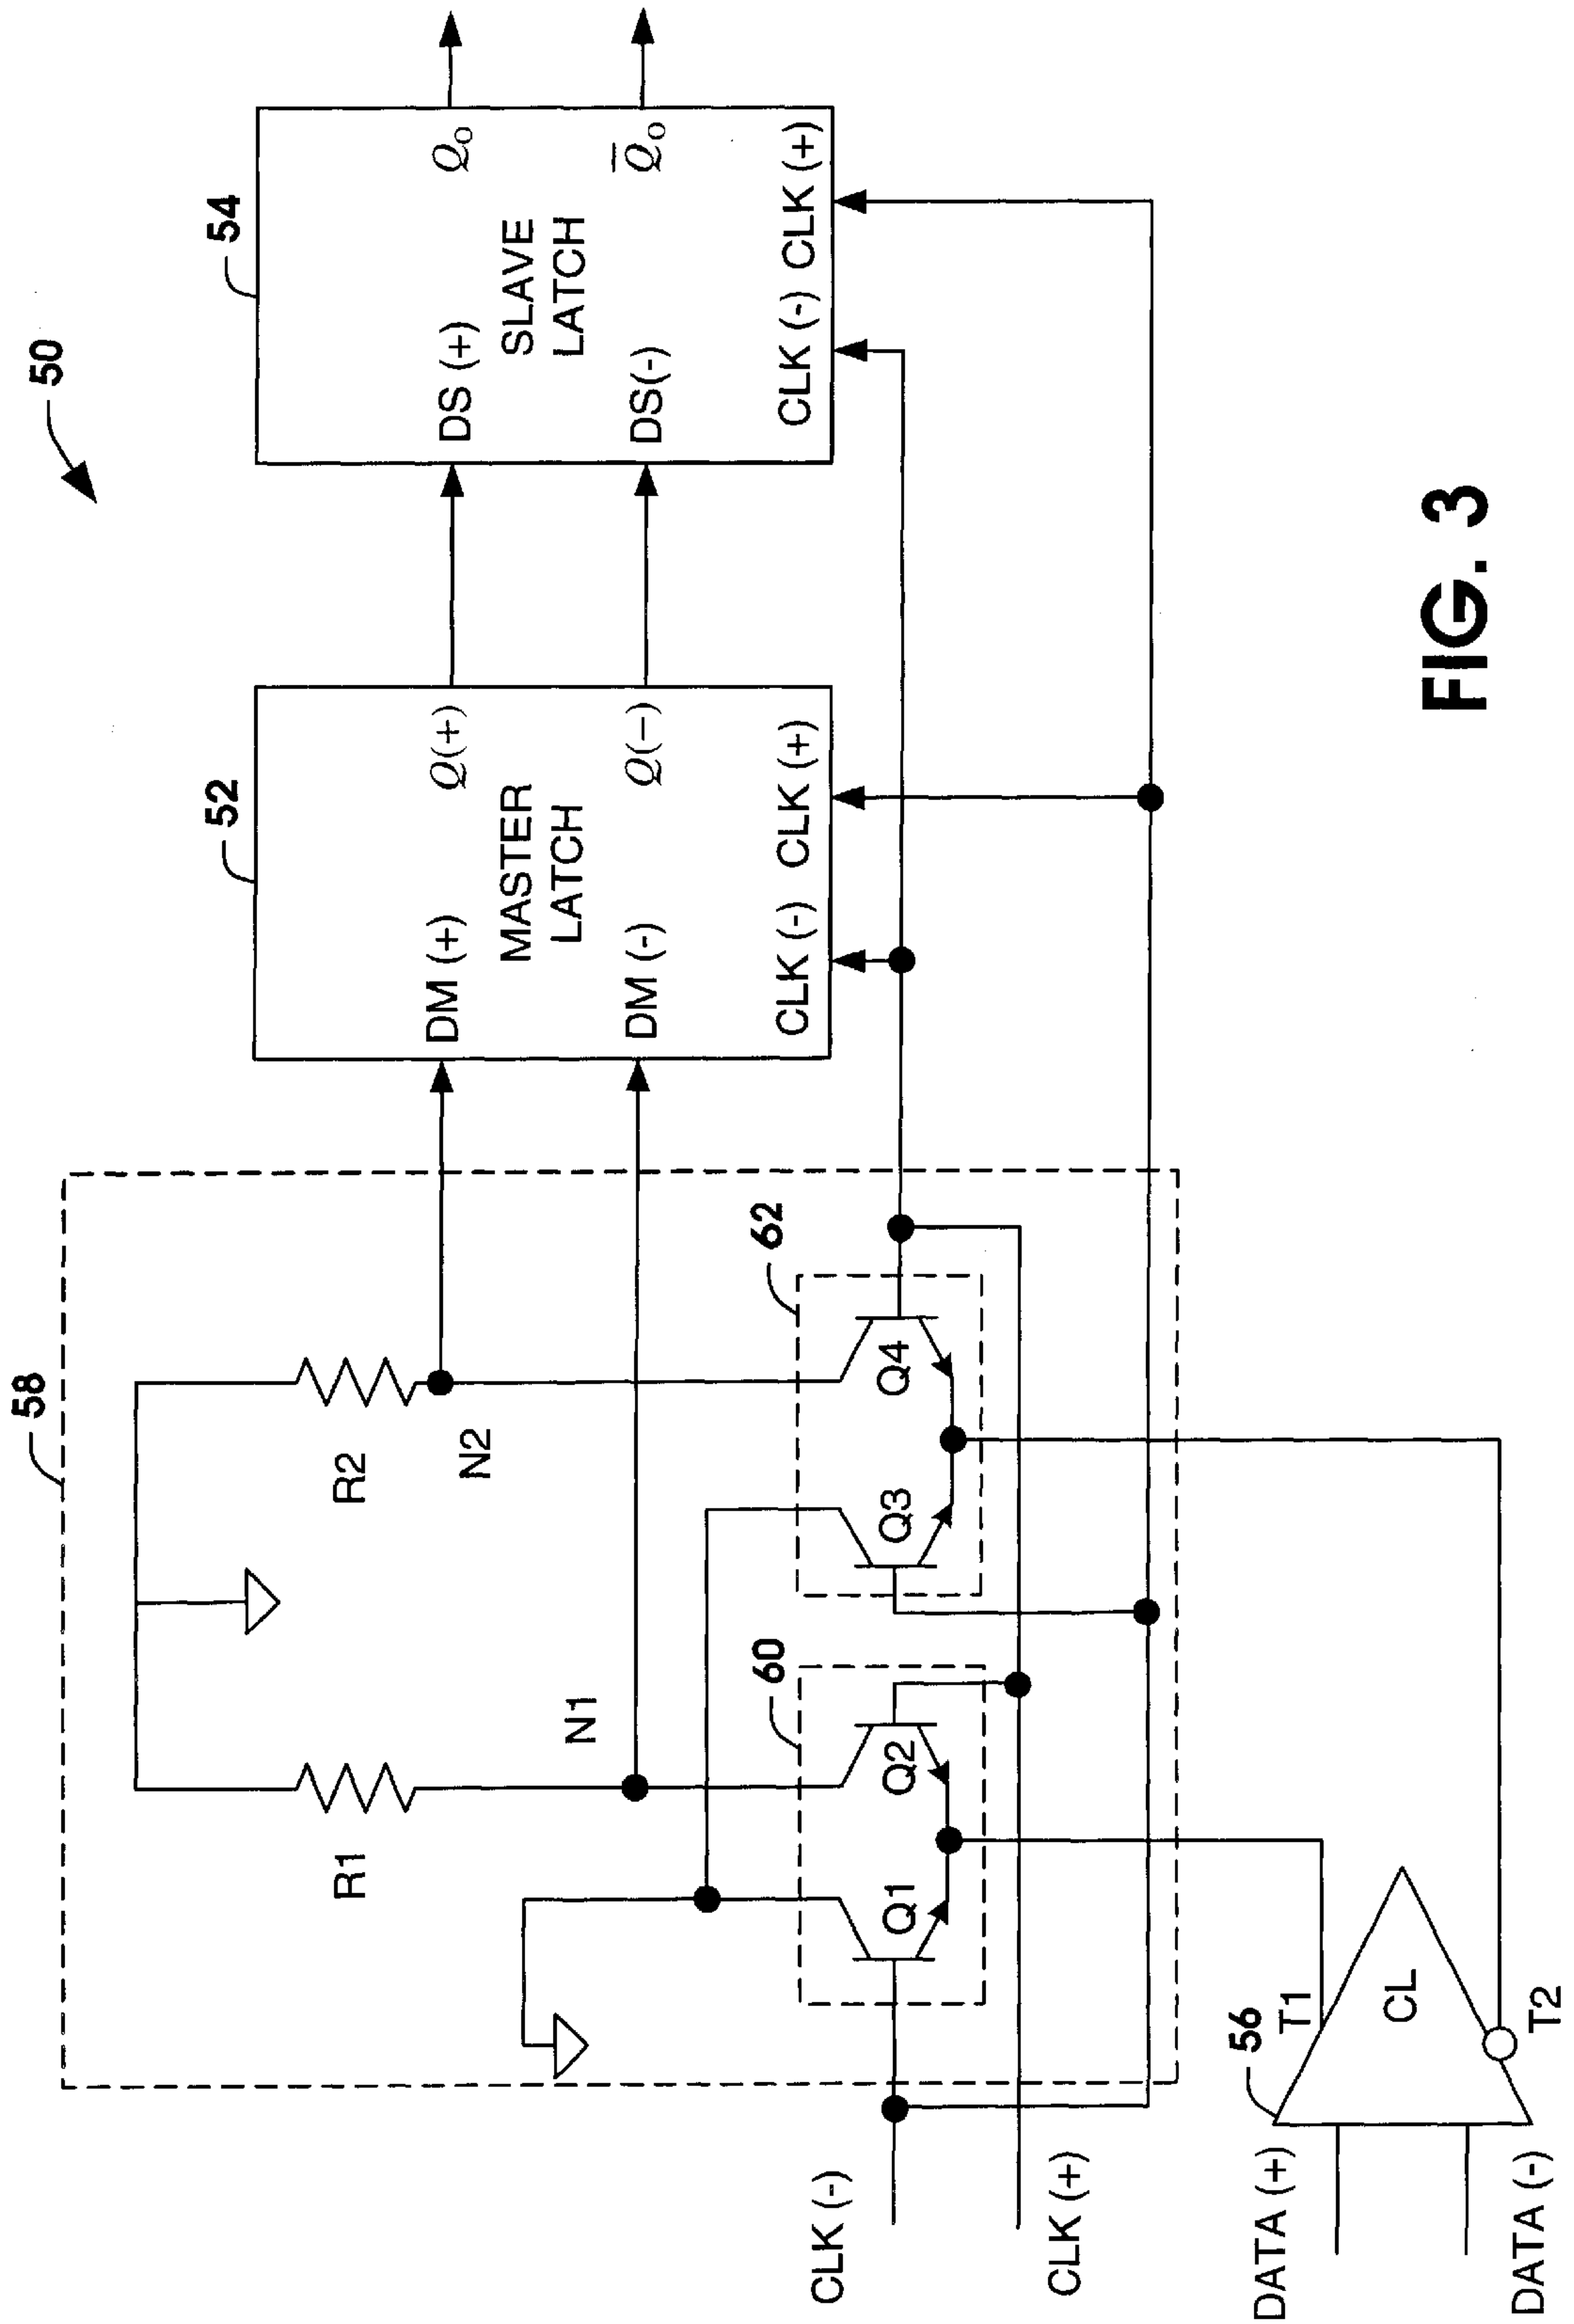 50
58
52
54
R1
R2
N1
N2
DM (+)
DM (-)
MASTER
LATCH
Q(+)
Q(−)
CLK (-)
CLK (+)
DS (+)
DS(-)
SLAVE
LATCH
Q₀
Q̅₀
CLK (-)
CLK (+)
60
62
Q1
Q2
Q3
Q4
CLK (-)
CLK (+)
56
T1
CL
T2
DATA (+)
DATA (-)
FIG. 3